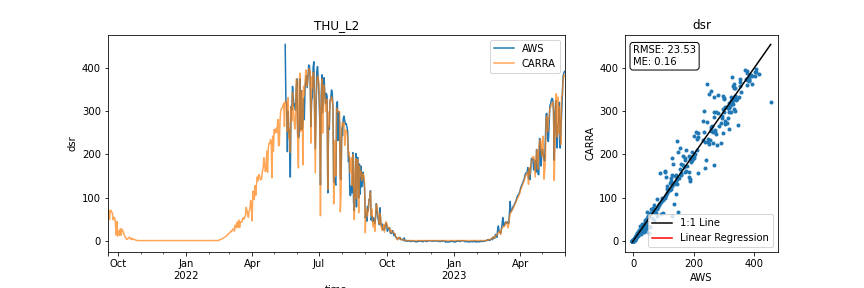 THU_L2
dsr
400
300
200
100
0
Oct
Jan
2022
Apr
Jul
Oct
Jan
2023
Apr
AWS
CARRA
dsr
CARRA
400
300
200
100
0
0
200
400
AWS
RMSE: 23.53
ME: 0.16
1:1 Line
Linear Regression